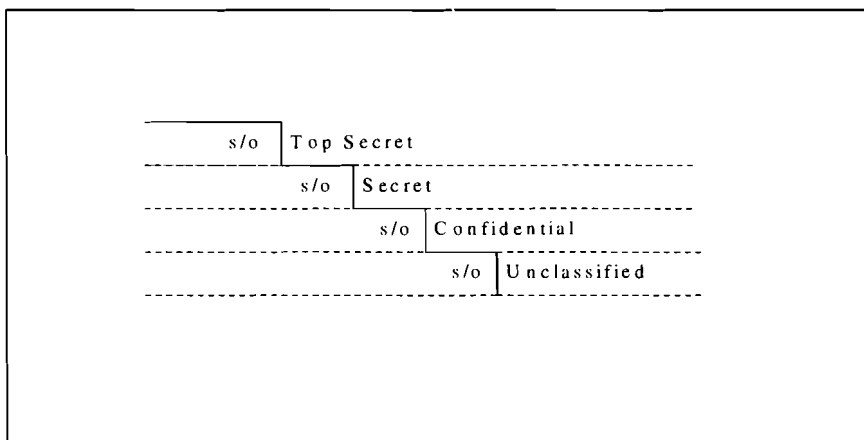 s/o Top Secret
s/o Secret
s/o Confidential
s/o Unclassified